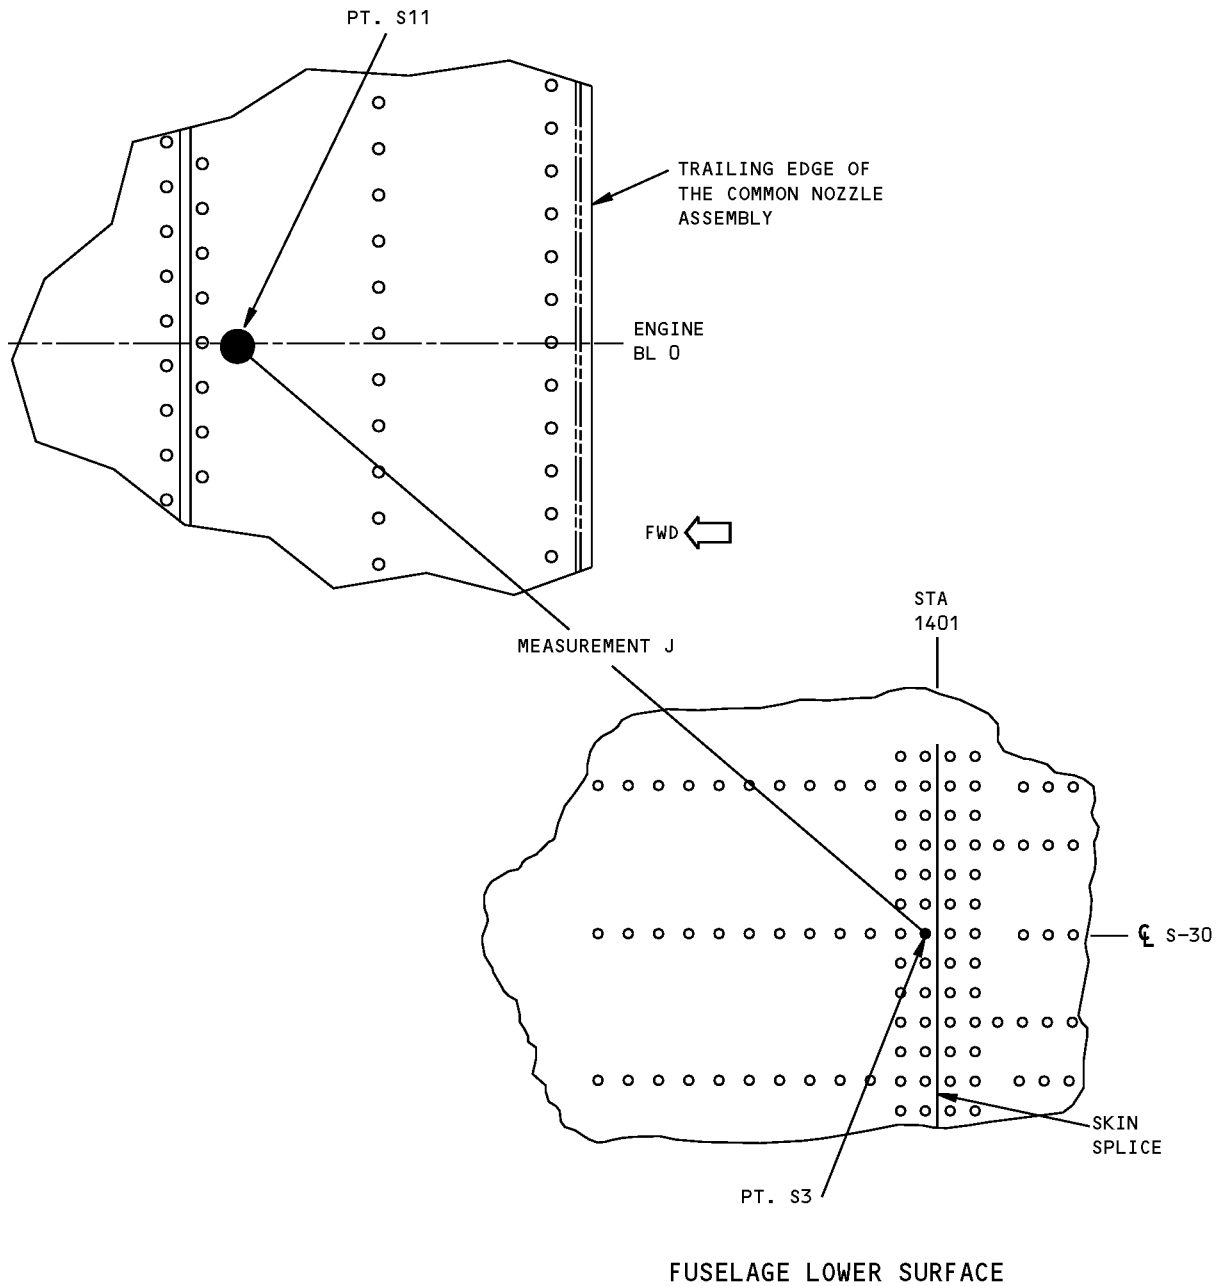 PT. S11
TRAILING EDGE OF
THE COMMON NOZZLE
ASSEMBLY
ENGINE
BL 0
FWD
STA
1401
MEASUREMENT J
℄ S-30
SKIN
SPLICE
PT. S3
FUSELAGE LOWER SURFACE